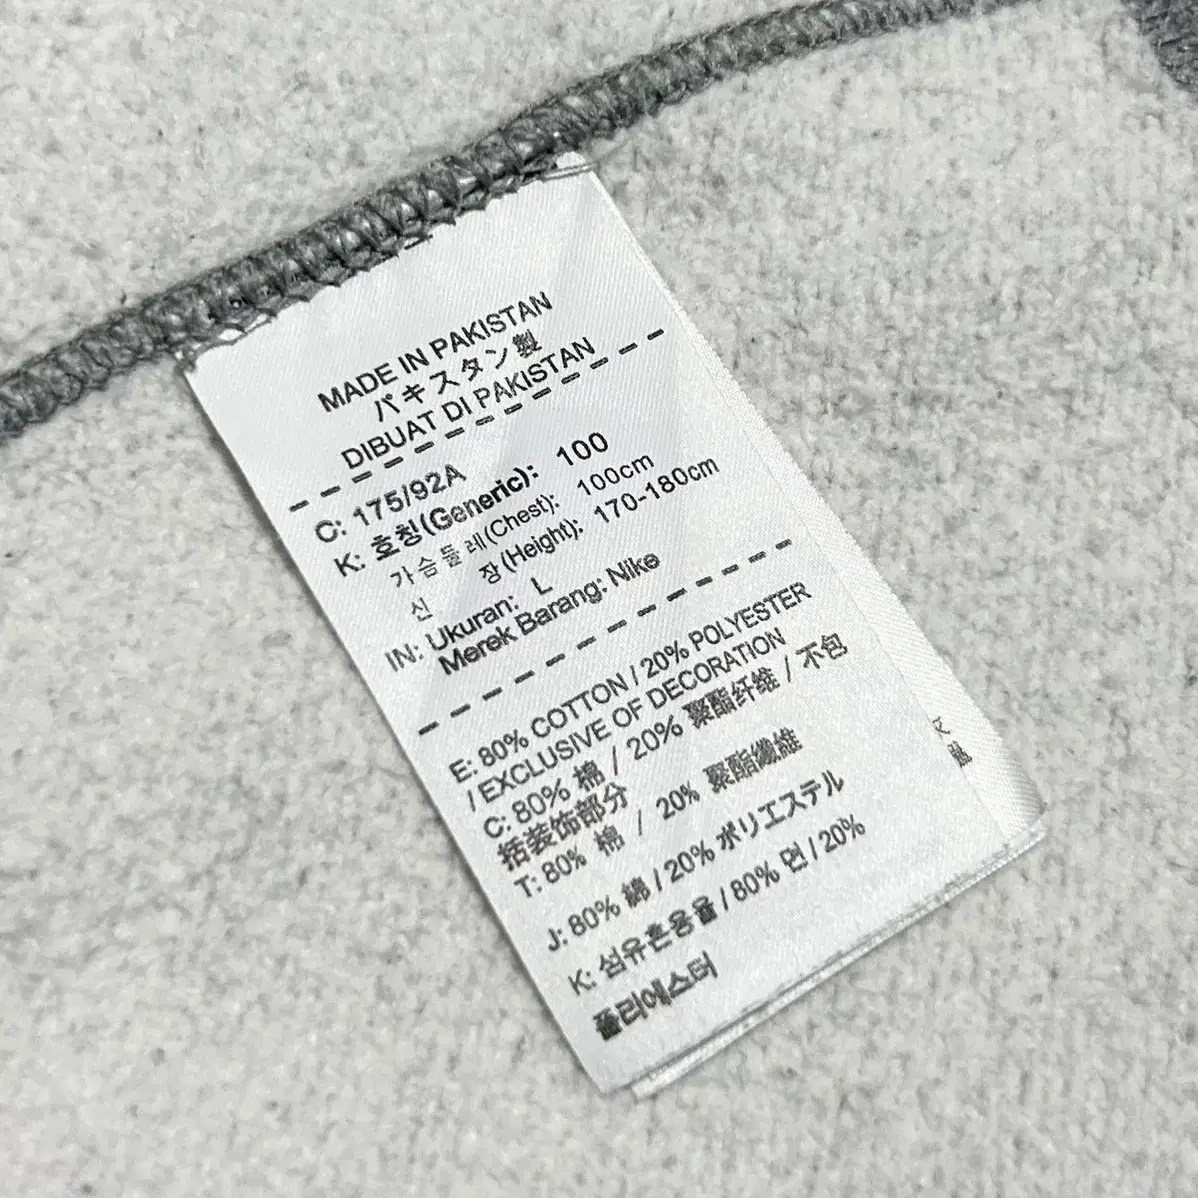 MADE IN PAKISTAN
パキスタン製
DIBUAT DI PAKISTAN
C: 175/92A
K: 호칭(Generic): 100
가슴둘레(Chest): 100cm
신 장(Height): 170-180cm
IN: Ukuran: L
Merek Barang: Nike
E: 80% COTTON / 20% POLYESTER
/ EXCLUSIVE OF DECORATION
C: 80% 棉 / 20% 聚酯纤维 / 不包
括装饰部分
T: 80% 棉 / 20% 聚酯纖維
J: 80% 綿 / 20% ポリエステル
K: 섬유혼용율 / 80% 면 / 20%
폴리에스터